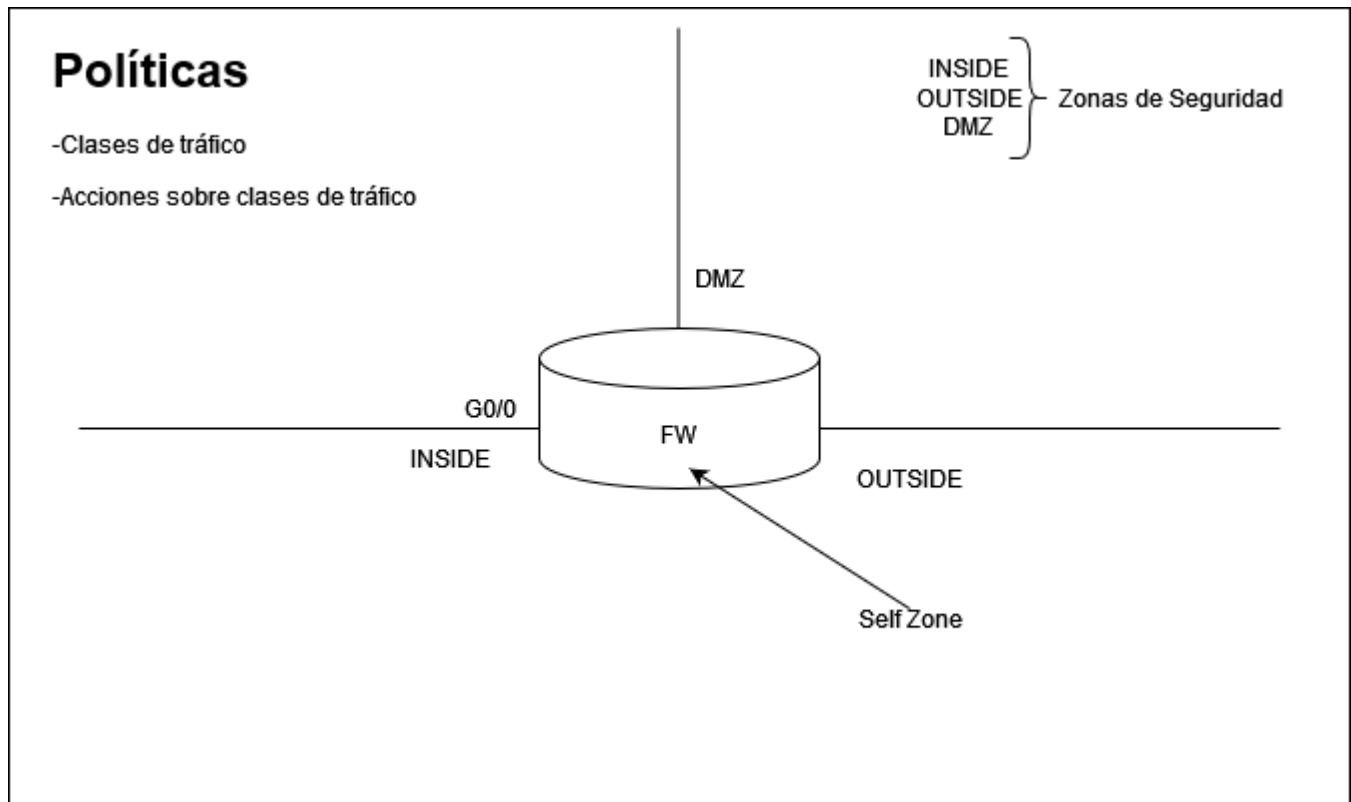 Políticas
-Clases de tráfico
-Acciones sobre clases de tráfico
INSIDE
OUTSIDE
DMZ
Zonas de Seguridad
DMZ
G0/0
INSIDE
FW
OUTSIDE
Self Zone